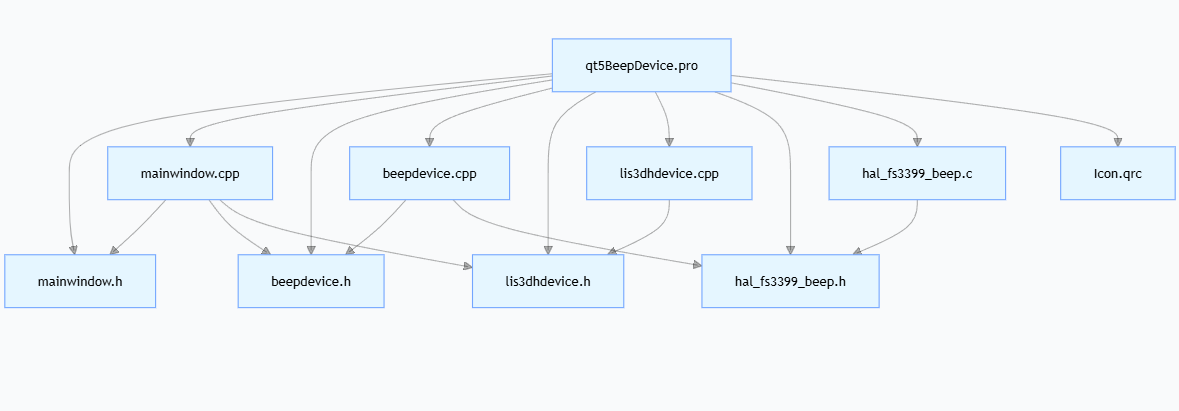 qt5BeepDevice.pro
mainwindow.cpp
beepdevice.cpp
lis3dhdevice.cpp
hal_fs3399_beep.c
Icon.qrc
mainwindow.h
beepdevice.h
lis3dhdevice.h
hal_fs3399_beep.h